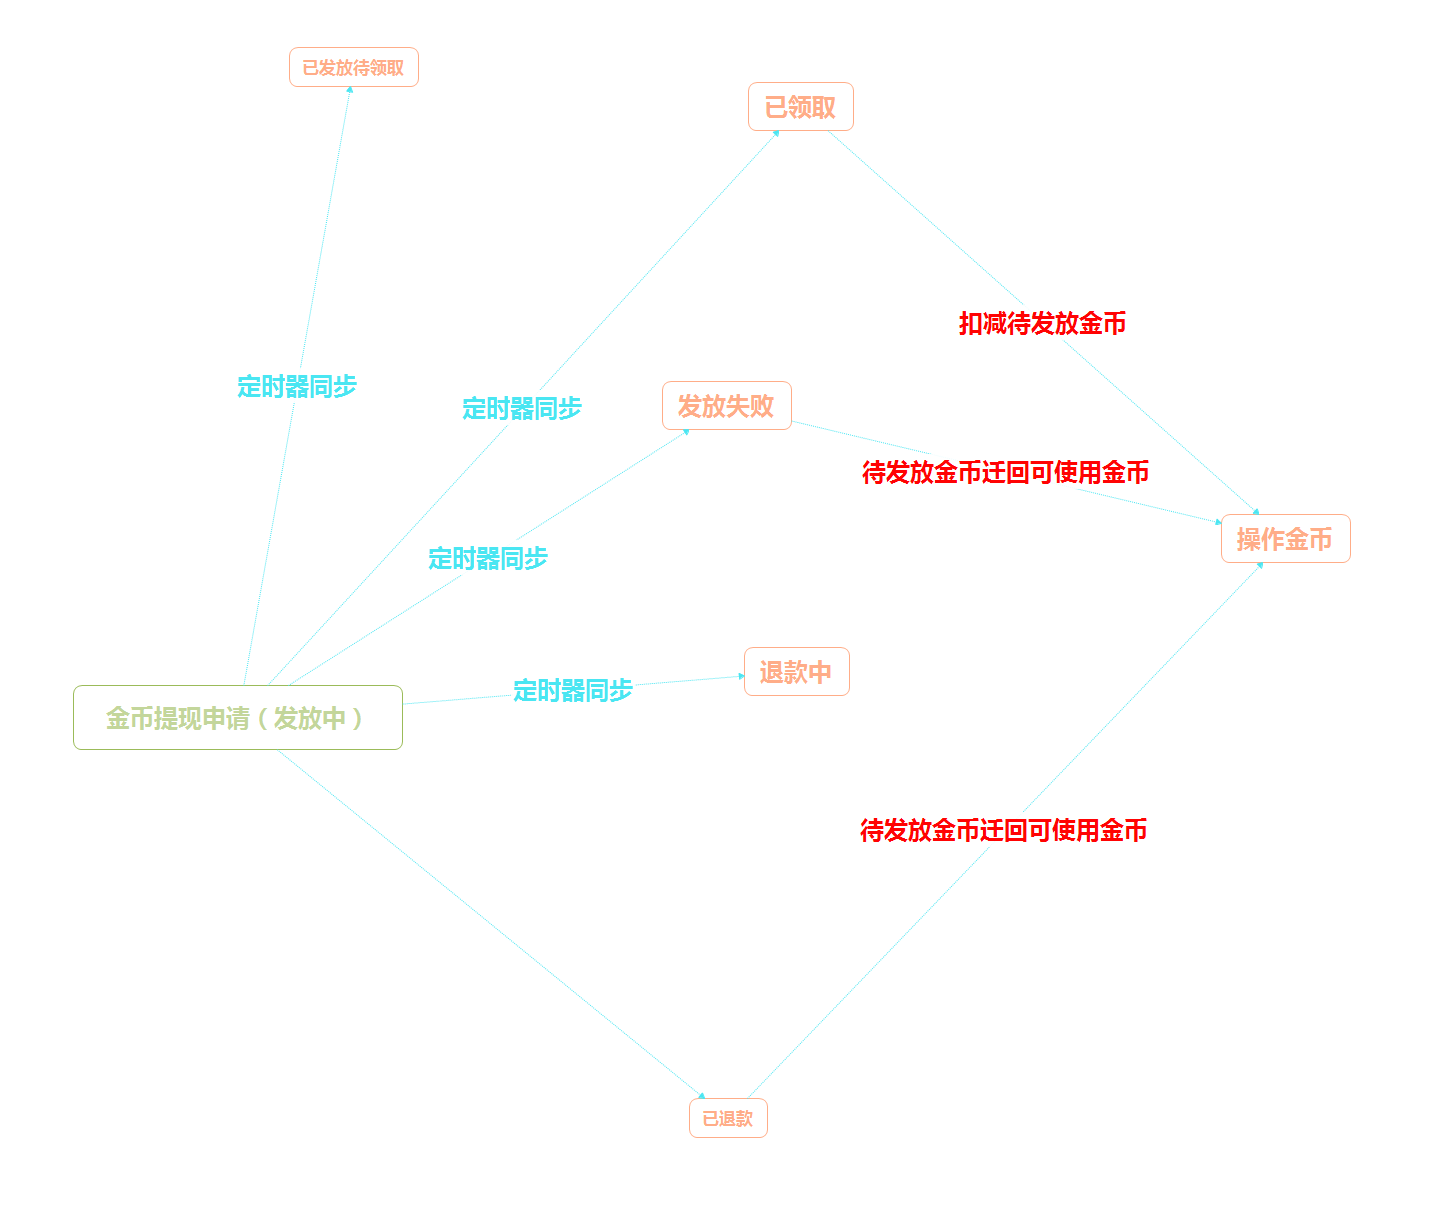 已发放待领取
已领取
扣减待发放金币
定时器同步
定时器同步
发放失败
待发放金币迁回可使用金币
操作金币
定时器同步
退款中
定时器同步
金币提现申请（发放中）
待发放金币迁回可使用金币
已退款